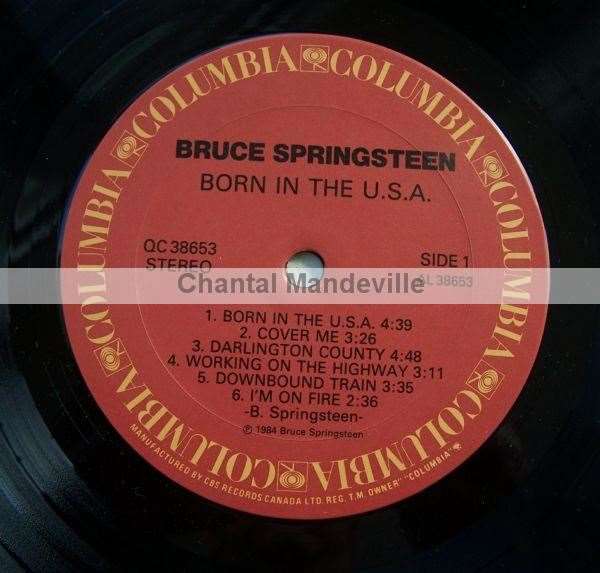 COLUMBIA COLUMBIA COLUMBIA COLUMBIA COLUMBIA COLUMBIA COLUMBIA COLUMBIA
BRUCE SPRINGSTEEN
BORN IN THE U.S.A.
QC 38653
STEREO
SIDE 1
AL 38653
Chantal Mandeville
1. BORN IN THE U.S.A. 4:39
2. COVER ME 3:26
3. DARLINGTON COUNTY 4:48
4. WORKING ON THE HIGHWAY 3:11
5. DOWNBOUND TRAIN 3:35
6. I'M ON FIRE 2:36
-B. Springsteen-
℗ 1984 Bruce Springsteen
MANUFACTURED BY CBS RECORDS CANADA LTD. REG. T.M. OWNER "COLUMBIA,"